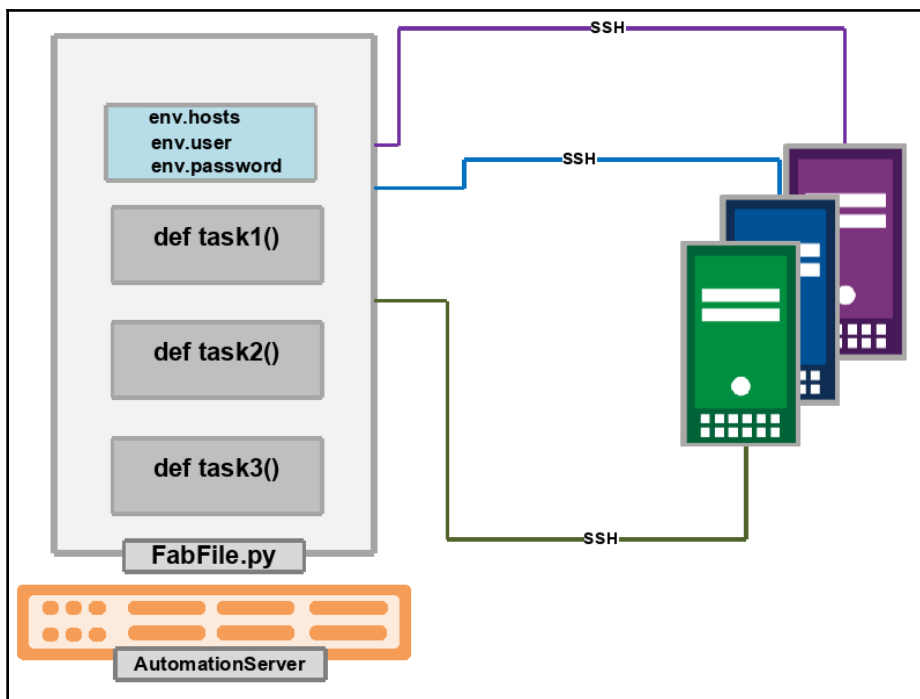 SSH
env.hosts
env.user
env.password
SSH
def task1()
def task2()
def task3()
SSH
FabFile.py
AutomationServer